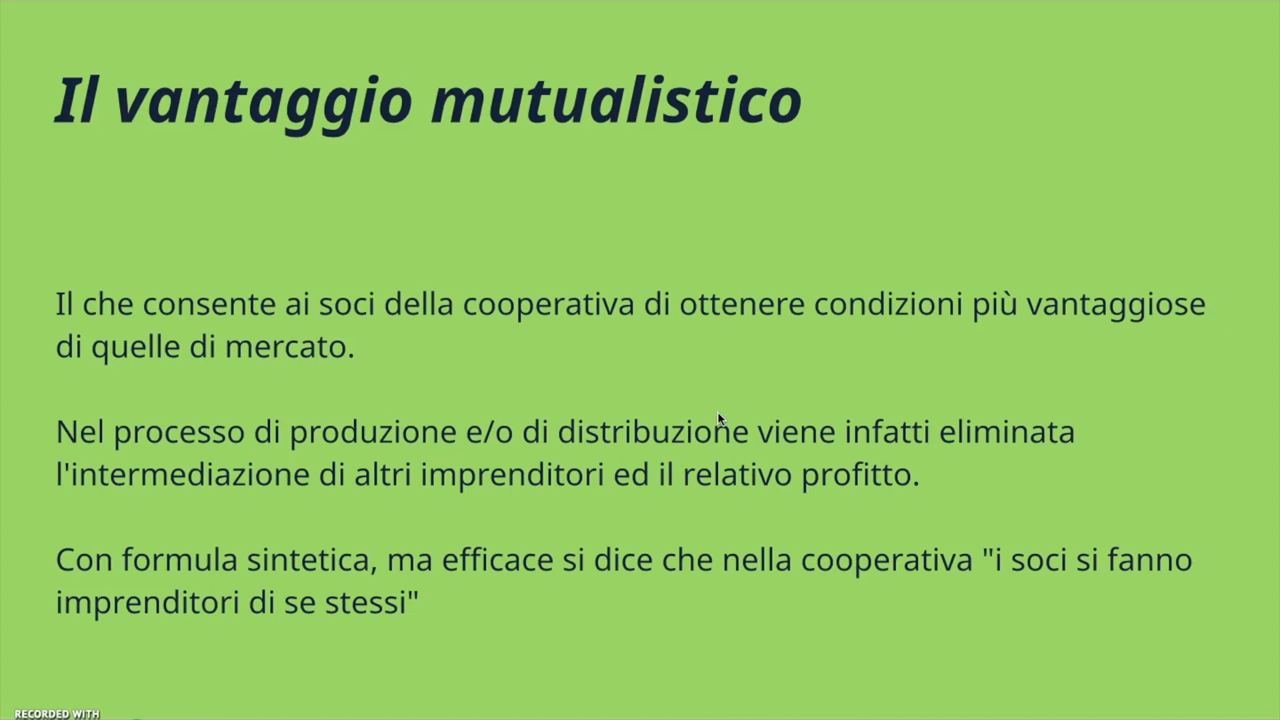 Il vantaggio mutualistico
Il che consente ai soci della cooperativa di ottenere condizioni più vantaggiose
di quelle di mercato.
Nel processo di produzione e/o di distribuzione viene infatti eliminata
l'intermediazione di altri imprenditori ed il relativo profitto.
Con formula sintetica, ma efficace si dice che nella cooperativa "i soci si fanno
imprenditori di se stessi"
RECORDED WITH